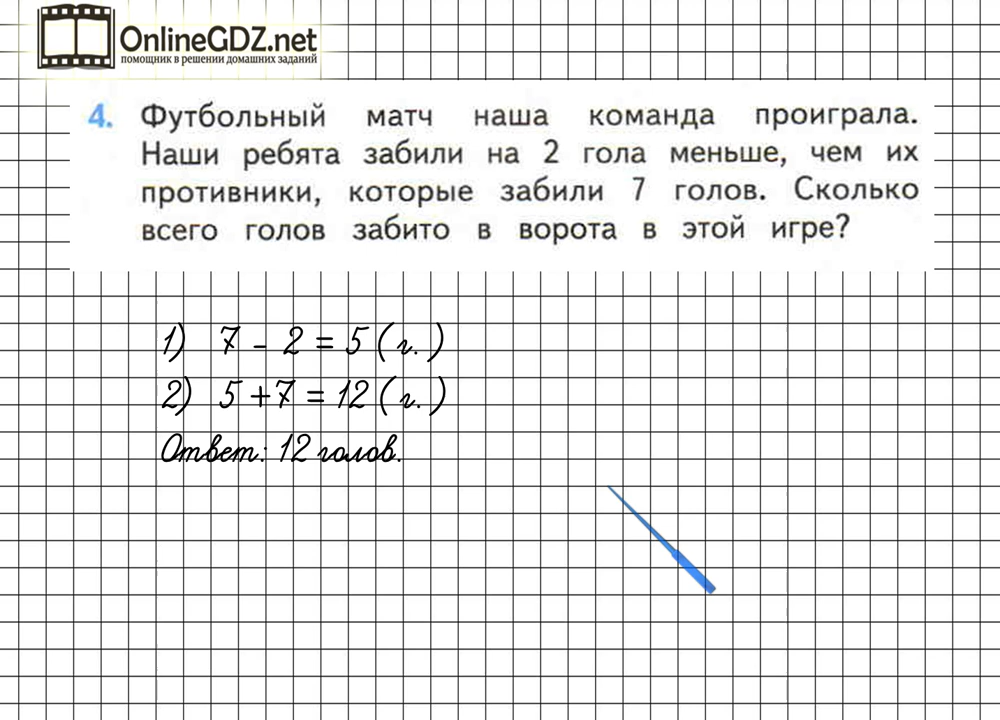 OnlineGDZ.net
помощник в решении домашних заданий
4. Футбольный матч наша команда проиграла.
Наши ребята забили на 2 гола меньше, чем их
противники, которые забили 7 голов. Сколько
всего голов забито в ворота в этой игре?
1) 7 - 2 = 5 ( г. )
2) 5 + 7 = 12 ( г. )
Ответ: 12 голов.